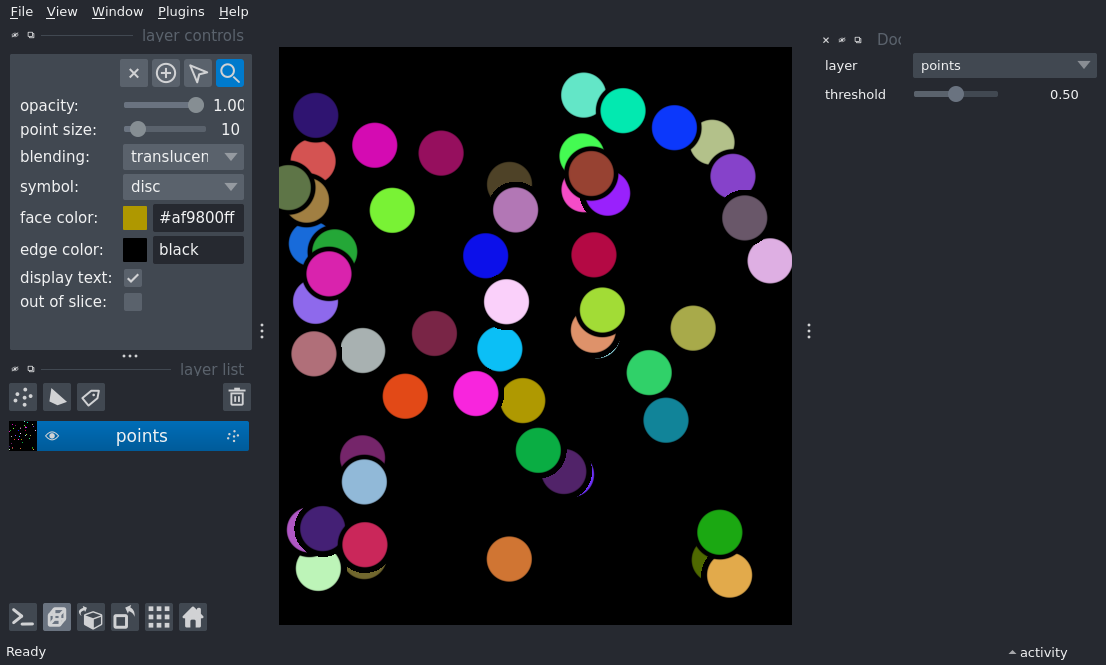 File View Window Plugins Help
layer controls
opacity: 1.00
point size: 10
blending: translucen
symbol: disc
face color: #af9800ff
edge color: black
display text:
out of slice:
layer list
points
Ready
Doc
layer points
threshold 0.50
activity